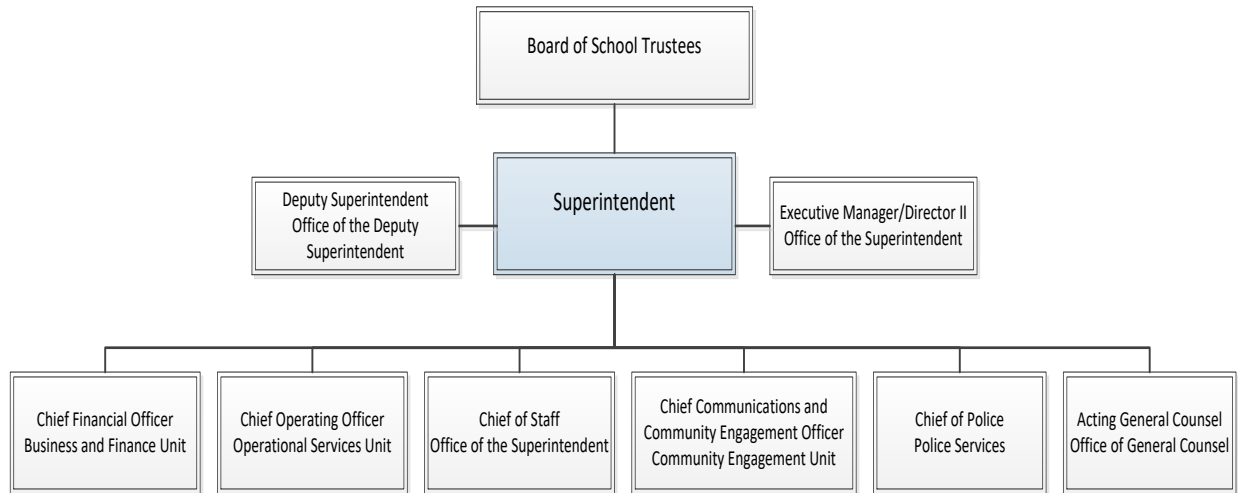 Board of School Trustees
Deputy Superintendent
Office of the Deputy
Superintendent
Superintendent
Executive Manager/Director II
Office of the Superintendent
Chief Financial Officer
Business and Finance Unit
Chief Operating Officer
Operational Services Unit
Chief of Staff
Office of the Superintendent
Chief Communications and
Community Engagement Officer
Community Engagement Unit
Chief of Police
Police Services
Acting General Counsel
Office of General Counsel